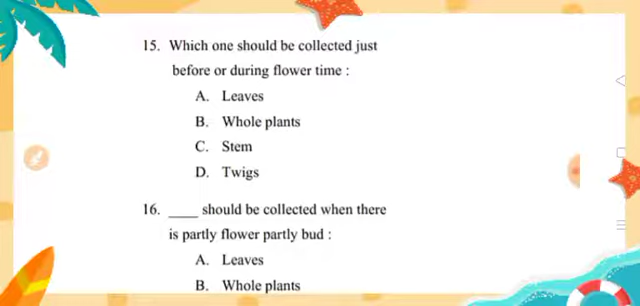 15. Which one should be collected just
before or during flower time :
A. Leaves
B. Whole plants
C. Stem
D. Twigs
16. ____ should be collected when there
is partly flower partly bud :
A. Leaves
B. Whole plants